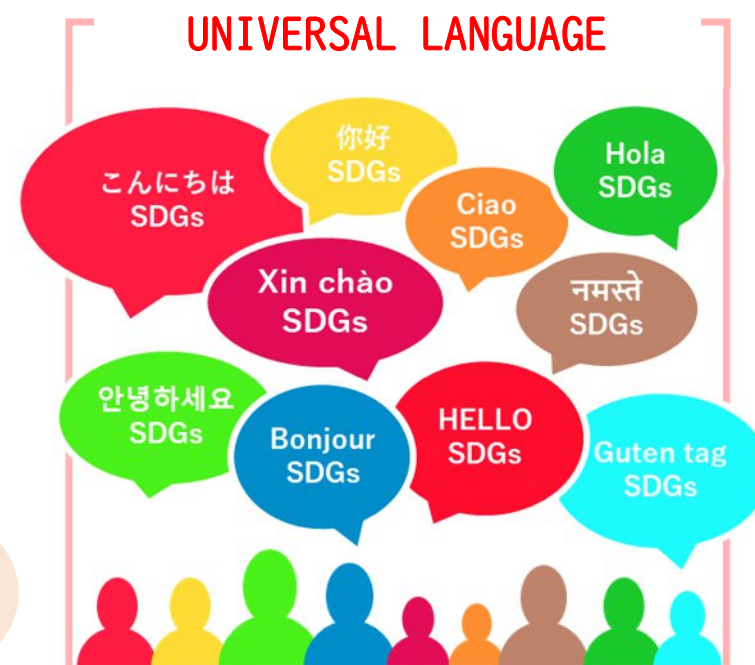 UNIVERSAL LANGUAGE
こんにちは
SDGs
你好
SDGs
Ciao
SDGs
Hola
SDGs
Xin chào
SDGs
नमस्ते
SDGs
안녕하세요
SDGs
Bonjour
SDGs
HELLO
SDGs
Guten tag
SDGs